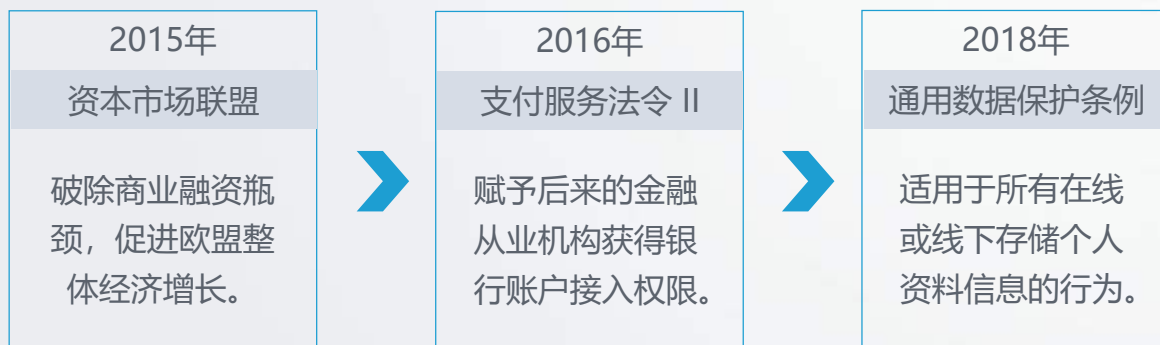 2015年
资本市场联盟
破除商业融资瓶
颈，促进欧盟整
体经济增长。
2016年
支付服务法令 II
赋予后来的金融
从业机构获得银
行账户接入权限。
2018年
通用数据保护条例
适用于所有在线
或线下存储个人
资料信息的行为。